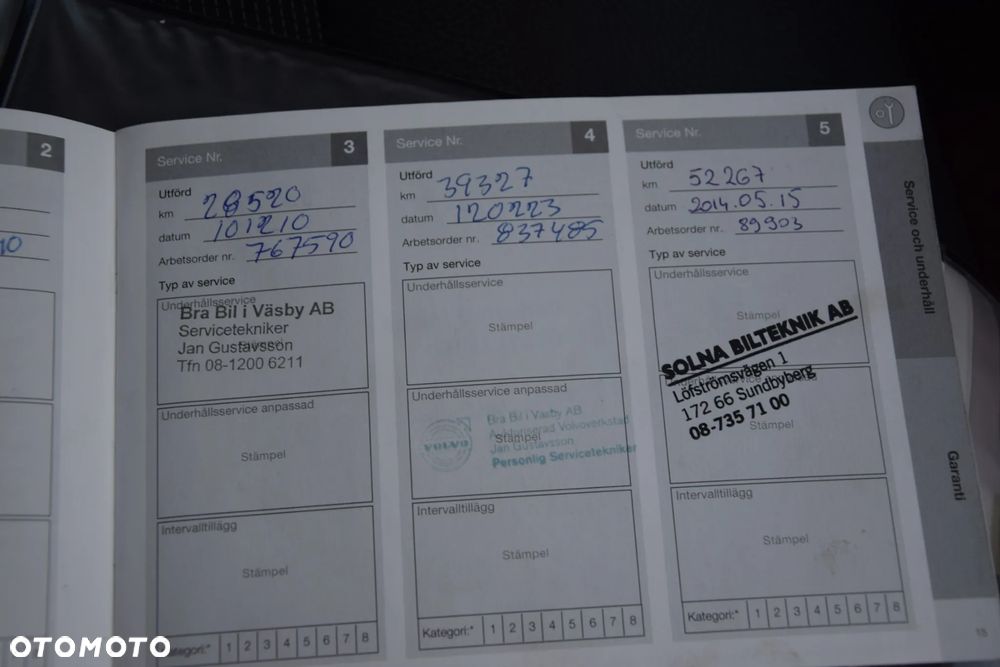 2
10
Service Nr. 3
Utförd
km 28520
datum 101210
Arbetsorder nr. 767590
Typ av service
Underhållsservice
Bra Bil i Väsby AB
Servicetekniker
Jan Gustavsson
Tfn 08-1200 6211
Underhållsservice anpassad
Stämpel
Intervalltillägg
Stämpel
Kategori:* 1 2 3 4 5 6 7 8
Service Nr. 4
Utförd
km 39327
datum 120223
Arbetsorder nr. 837485
Typ av service
Underhållsservice
Stämpel
Underhållsservice anpassad
Stämpel
VOLVO
Bra Bil i Väsby AB
Auktoriserad Volvoverkstad
Jan Gustavsson
Personlig Servicetekniker
Intervalltillägg
Stämpel
Kategori:* 1 2 3 4 5 6 7 8
Service Nr. 5
Utförd
km 52267
datum 2014.05.15
Arbetsorder nr. 89903
Typ av service
Underhållsservice
Stämpel
SOLNA BILTEKNIK AB
Löfströmsvägen 1
172 66 Sundbyberg
08-735 71 00
Stämpel
Intervalltillägg
Stämpel
Kategori:* 1 2 3 4 5 6 7 8
Service och underhåll
Garanti
OTOMOTO